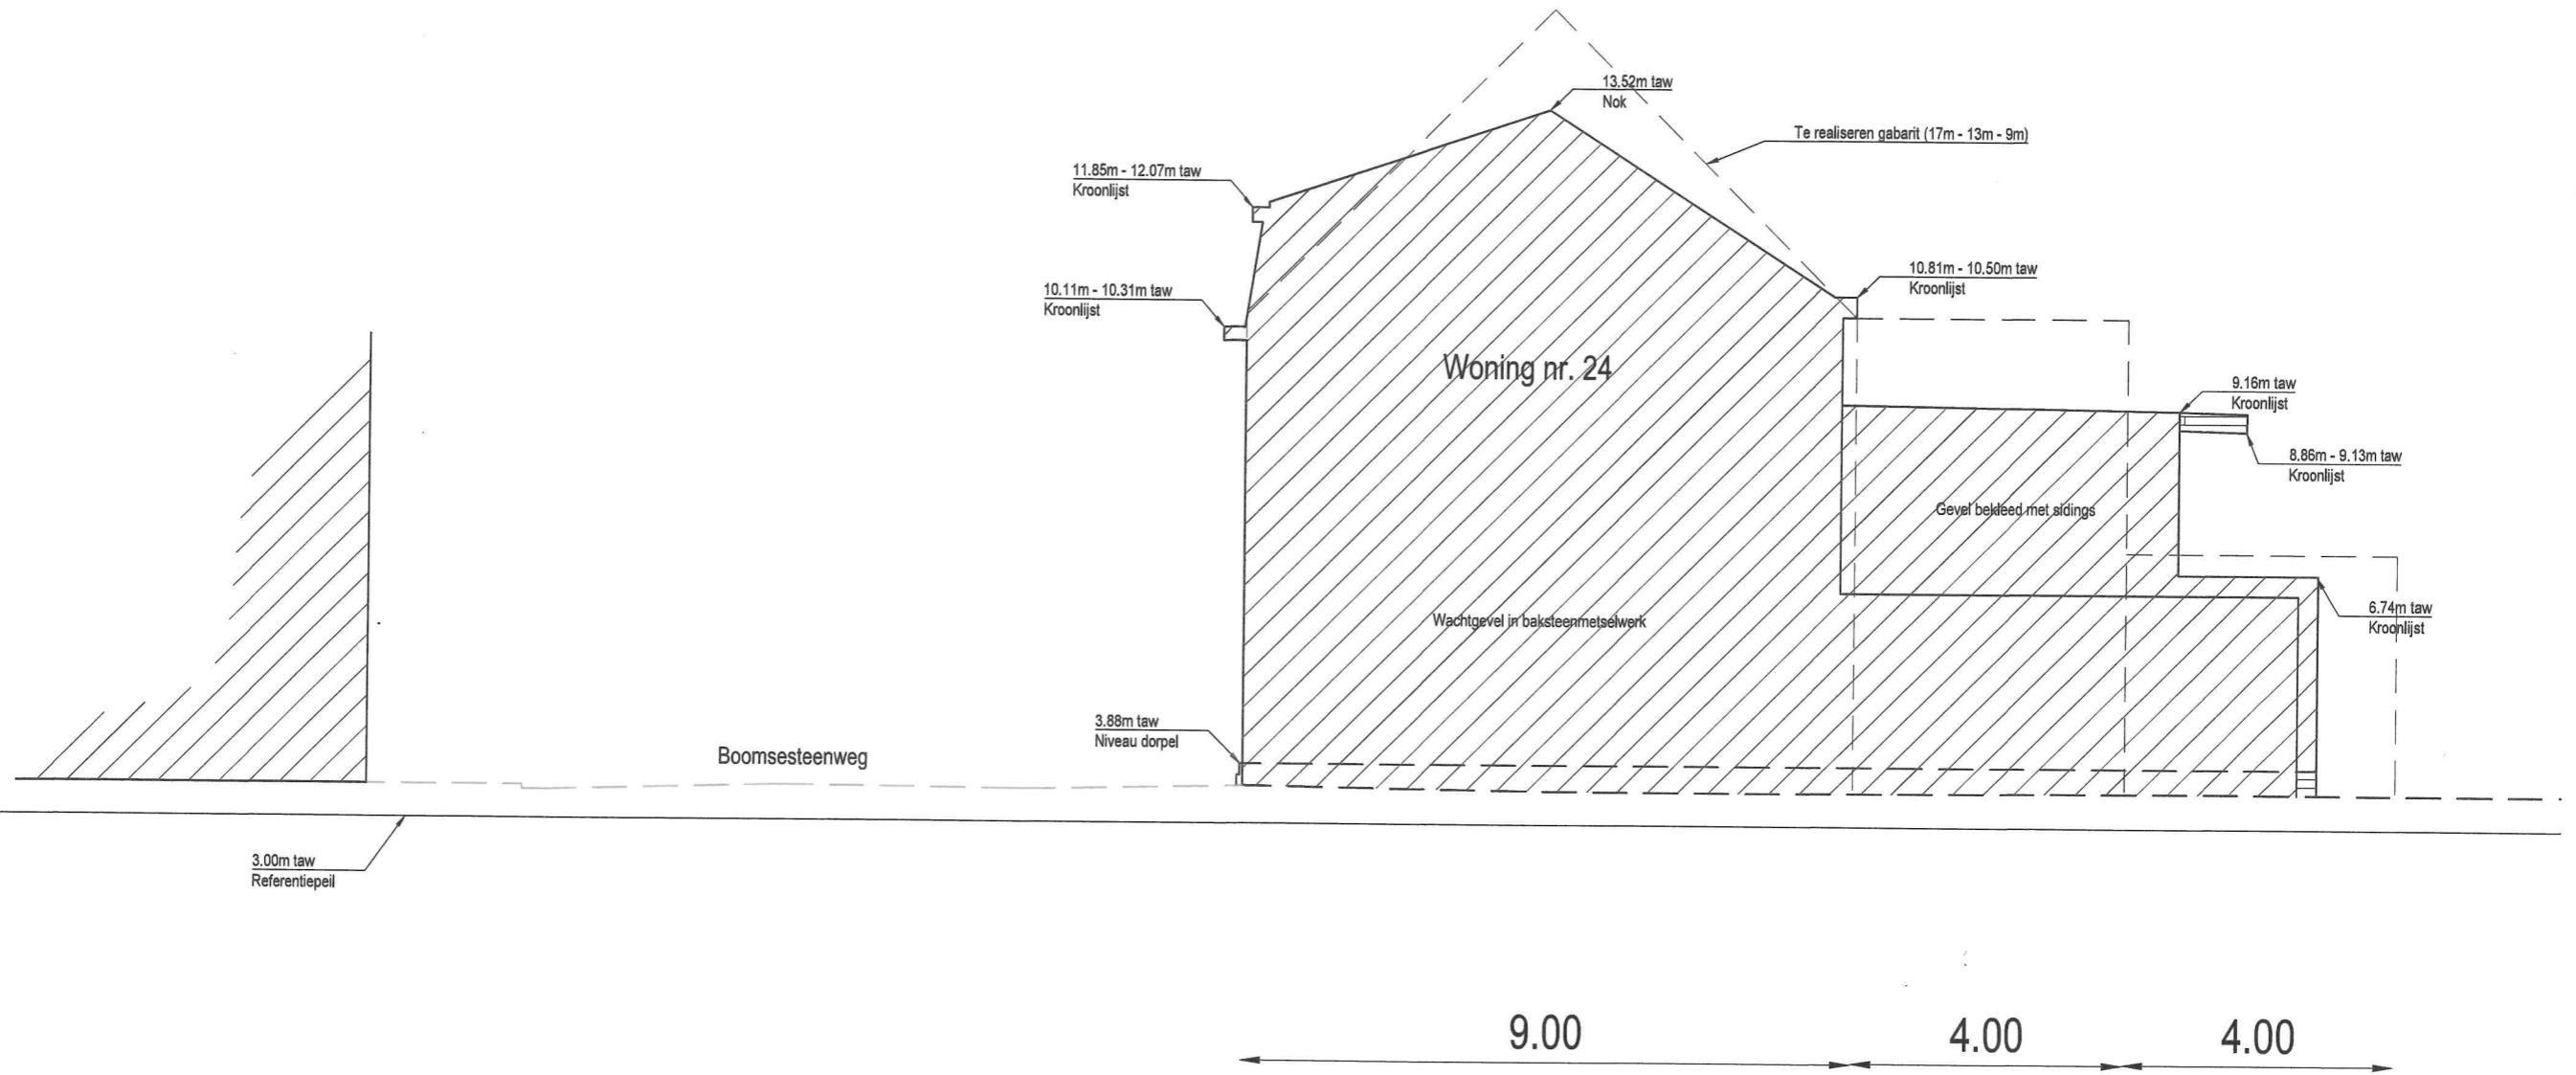 13.52m taw
Nok
Te realiseren gabarit (17m - 13m - 9m)
11.85m - 12.07m taw
Kroonlijst
10.81m - 10.50m taw
Kroonlijst
10.11m - 10.31m taw
Kroonlijst
Woning nr. 24
9.16m taw
Kroonlijst
8.86m - 9.13m taw
Kroonlijst
Gevel bekleed met sidings
6.74m taw
Kroonlijst
Wachtgevel in baksteenmetselwerk
3.88m taw
Niveau dorpel
Boomsesteenweg
3.00m taw
Referentiepeil
9.00
4.00
4.00